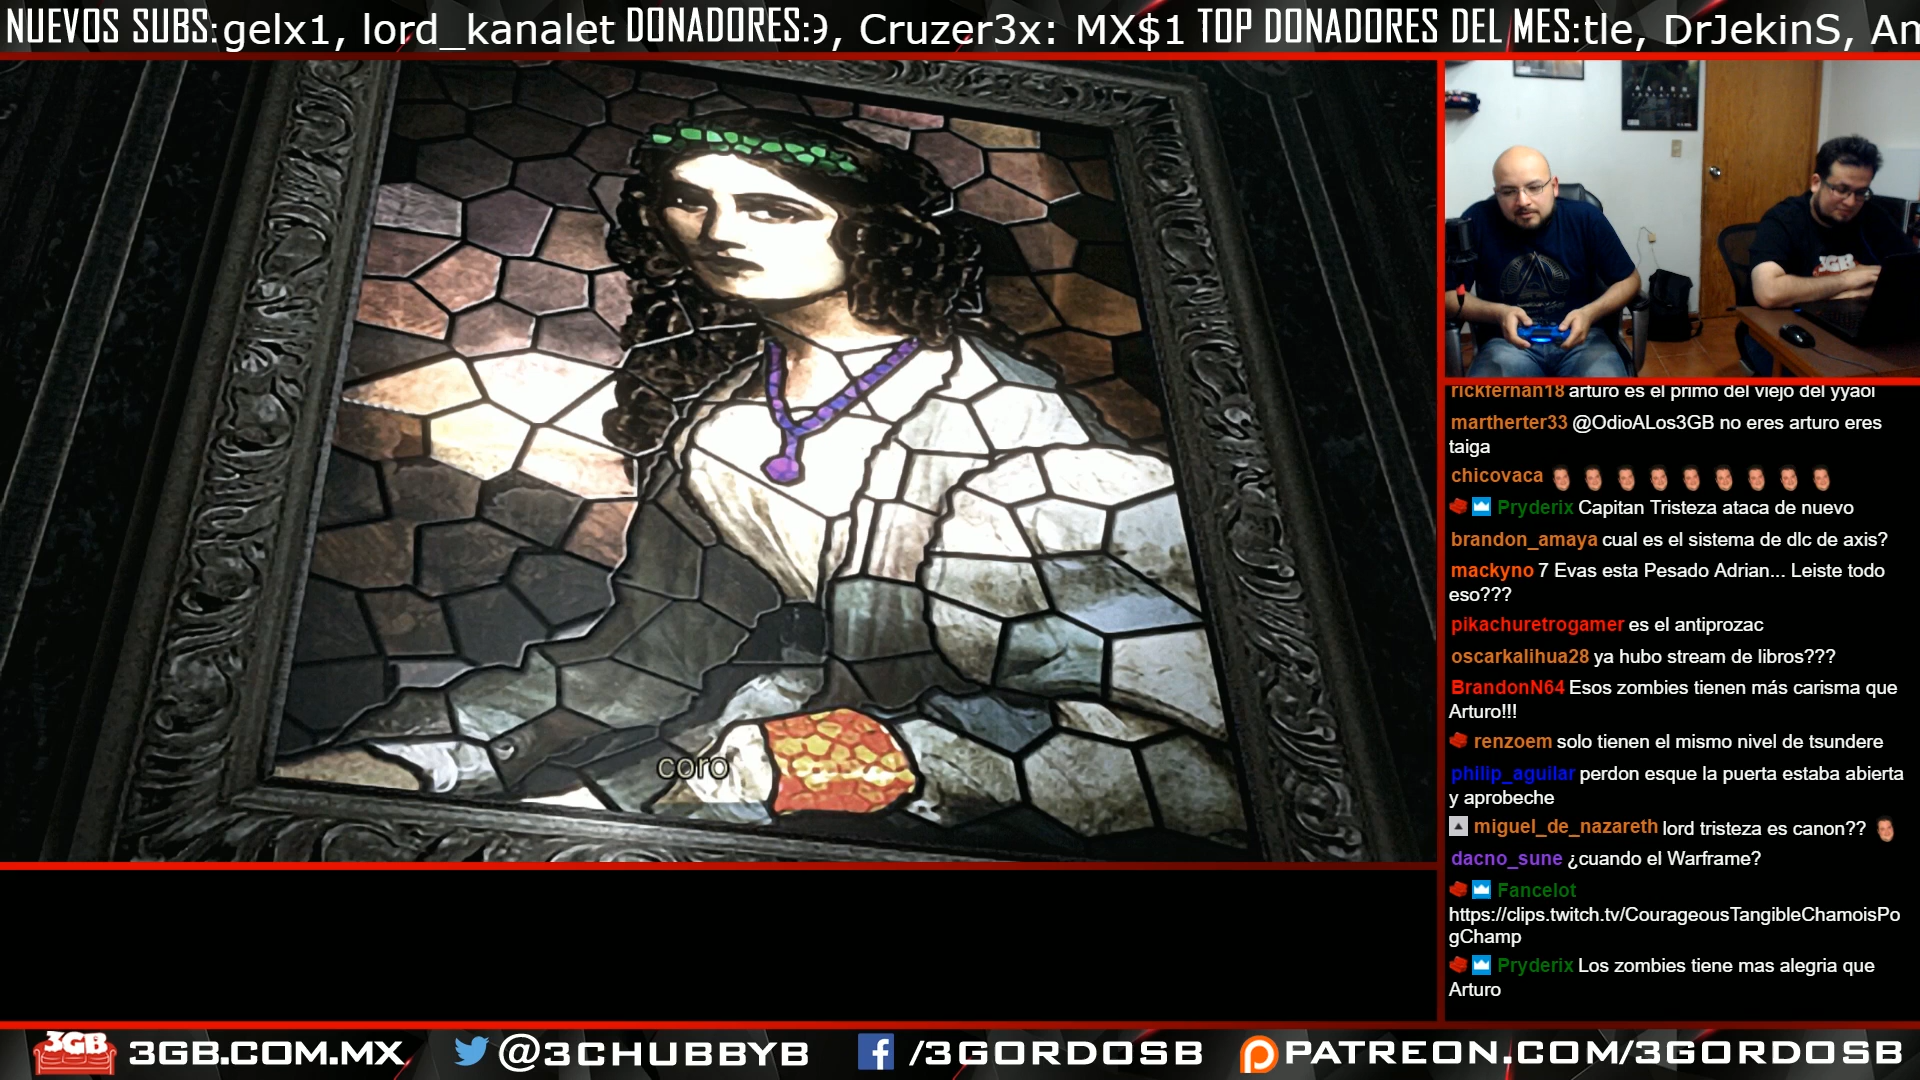 NUEVOS SUBS: gelx1, lord_kanalet DONADORES: 9, Cruzer3x: MX$1 TOP DONADORES DEL MES: tle, DrJekinS, An
ALIEN
3GB
rickfernan18 arturo es el primo del viejo del yyaoi
martherter33 @OdioALos3GB no eres arturo eres
taiga
chicovaca
Pryderix Capitan Tristeza ataca de nuevo
brandon_amaya cual es el sistema de dlc de axis?
mackyno 7 Evas esta Pesado Adrian... Leiste todo
eso???
pikachuretrogamer es el antiprozac
oscarkalihua28 ya hubo stream de libros???
BrandonN64 Esos zombies tienen más carisma que
Arturo!!!
renzoem solo tienen el mismo nivel de tsundere
philip_aguilar perdon esque la puerta estaba abierta
y aprobeche
miguel_de_nazareth lord tristeza es canon??
dacno_sune ¿cuando el Warframe?
Fancelot
https://clips.twitch.tv/CourageousTangibleChamoisPo
gChamp
Pryderix Los zombies tiene mas alegria que
Arturo
coro
3GB 3GB.COM.MX @3CHUBBYB /3GORDOSB PATREON.COM/3GORDOSB